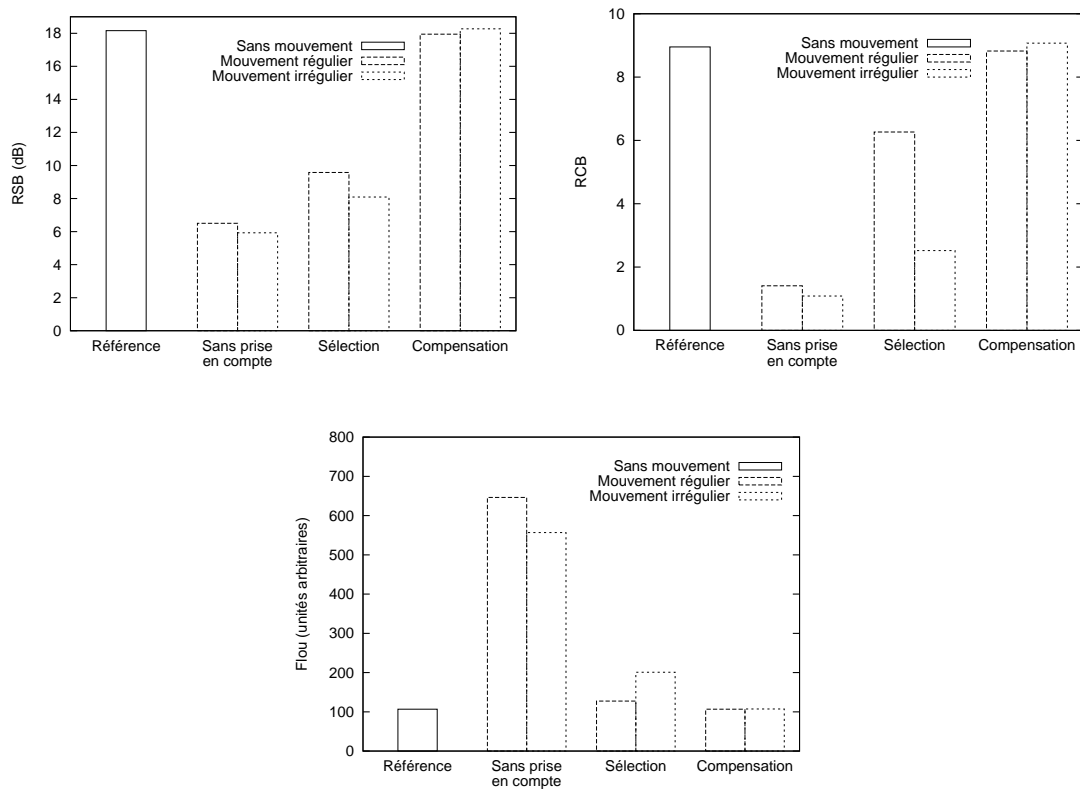 RSB (dB)
18
16
14
12
10
8
6
4
2
0
Sans mouvement
Mouvement régulier
Mouvement irrégulier
Référence
Sans prise
en compte
Sélection
Compensation
RCB
10
8
6
4
2
0
Sans mouvement
Mouvement régulier
Mouvement irrégulier
Référence
Sans prise
en compte
Sélection
Compensation
Flou (unités arbitraires)
800
700
600
500
400
300
200
100
0
Sans mouvement
Mouvement régulier
Mouvement irrégulier
Référence
Sans prise
en compte
Sélection
Compensation